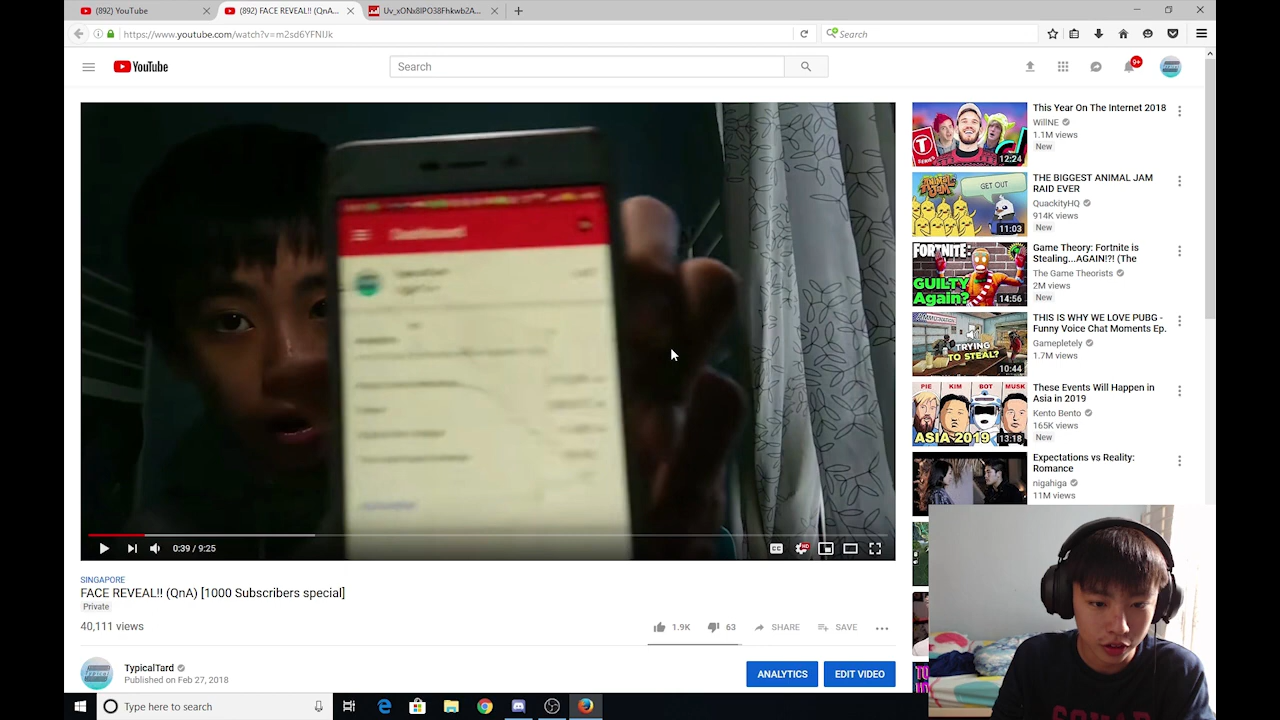 (892) YouTube
(892) FACE REVEAL!! (QnA...
Uv_xONx8IPO38Fhkwb2A...
https://www.youtube.com/watch?v=m2sd6YFNIJk
Search
YouTube
Search
9+
Dashboard
0:39 / 9:25
CC
HD
SINGAPORE
FACE REVEAL!! (QnA) [1000 Subscribers special]
Private
40,111 views
1.9K
63
SHARE
SAVE
TypicalTard
Published on Feb 27, 2018
ANALYTICS
EDIT VIDEO
12:24
This Year On The Internet 2018
WillNE
1.1M views
New
GET OUT
11:03
THE BIGGEST ANIMAL JAM
RAID EVER
QuackityHQ
914K views
New
FORTNITE:
GUILTY
Again?
14:56
Game Theory: Fortnite is
Stealing...AGAIN!?! (The
The Game Theorists
2M views
New
TRYING
TO STEAL?
10:44
THIS IS WHY WE LOVE PUBG -
Funny Voice Chat Moments Ep.
Gamepletely
1.7M views
PIE KIM BOT MUSK
ASIA 2019
13:18
These Events Will Happen in
Asia in 2019
Kento Bento
165K views
New
Expectations vs Reality:
Romance
nigahiga
11M views
Type here to search